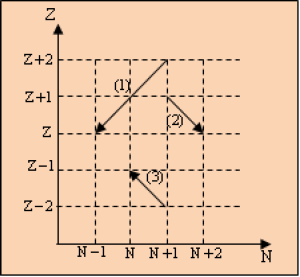 Z
Z+2
(1)
Z+1
(2)
Z
Z-1
(3)
Z-2
N-1 N N+1 N+2 N